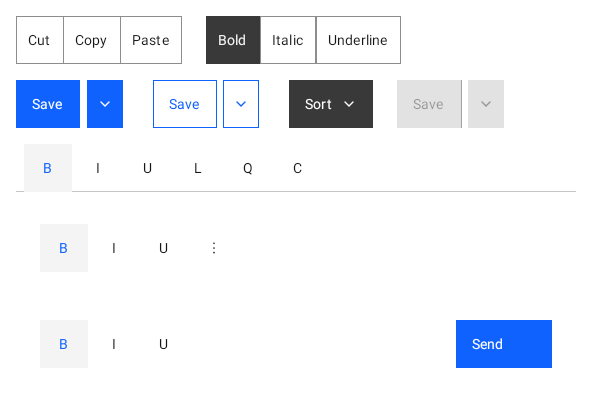 Cut Copy Paste Bold Italic Underline
Save Save Sort Save
B I U L Q C
B I U
B I U Send